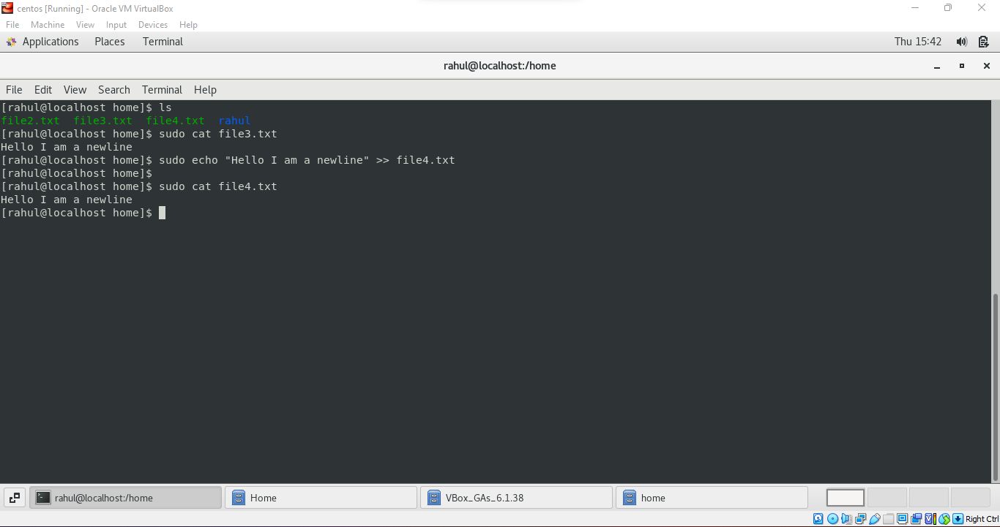 centos [Running] - Oracle VM VirtualBox
File Machine View Input Devices Help
Applications Places Terminal Thu 15:42
rahul@localhost:/home
File Edit View Search Terminal Help
[rahul@localhost home]$ ls
file2.txt file3.txt file4.txt rahul
[rahul@localhost home]$ sudo cat file3.txt
Hello I am a newline
[rahul@localhost home]$ sudo echo "Hello I am a newline" >> file4.txt
[rahul@localhost home]$
[rahul@localhost home]$ sudo cat file4.txt
Hello I am a newline
[rahul@localhost home]$
rahul@localhost:/home Home VBox_GAs_6.1.38 home
Right Ctrl